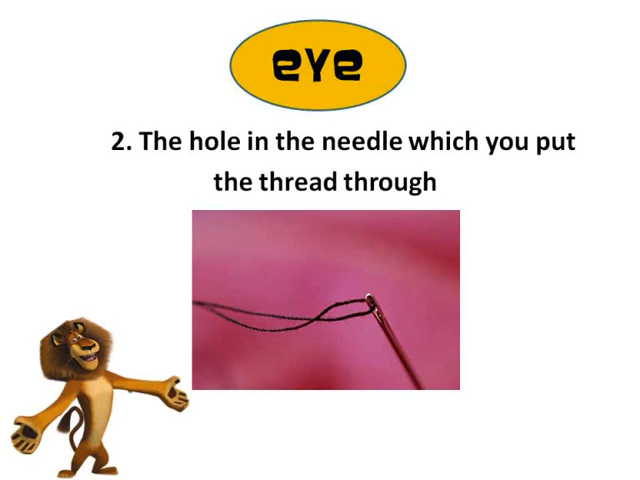 eye
2. The hole in the needle which you put
the thread through